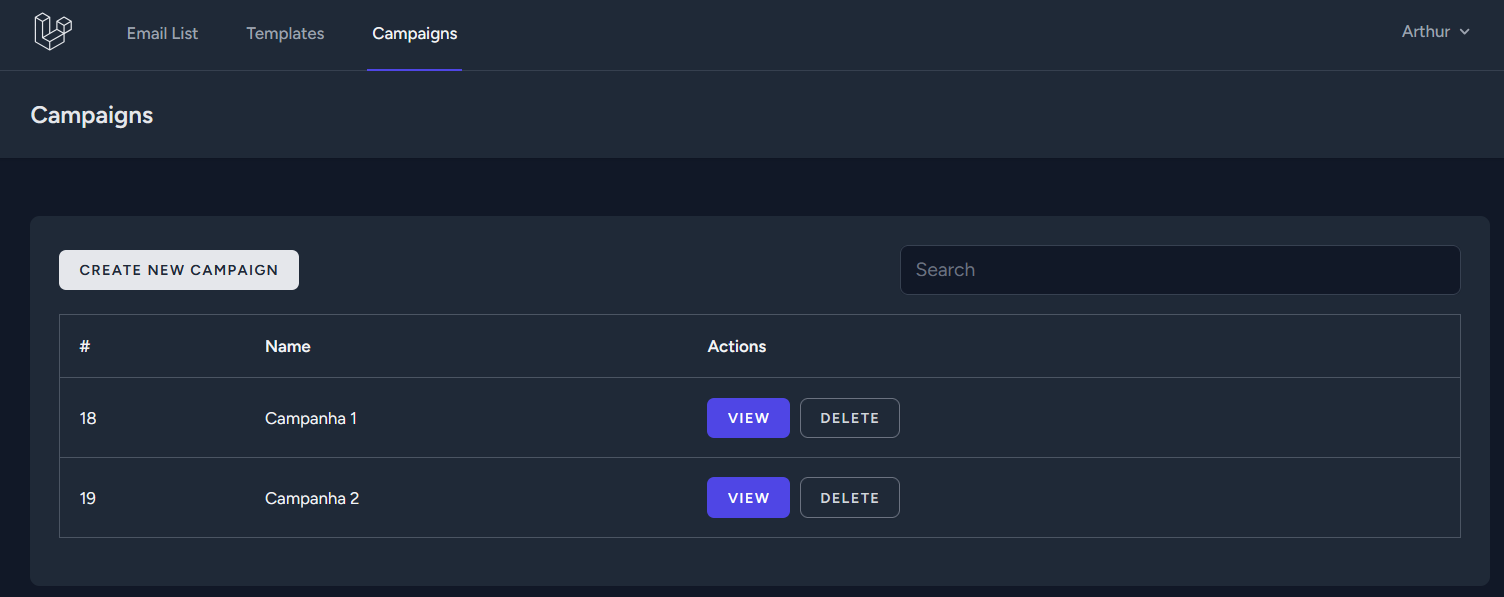 Email List Templates Campaigns Arthur
Campaigns
CREATE NEW CAMPAIGN Search
# Name Actions
18 Campanha 1 VIEW DELETE
19 Campanha 2 VIEW DELETE